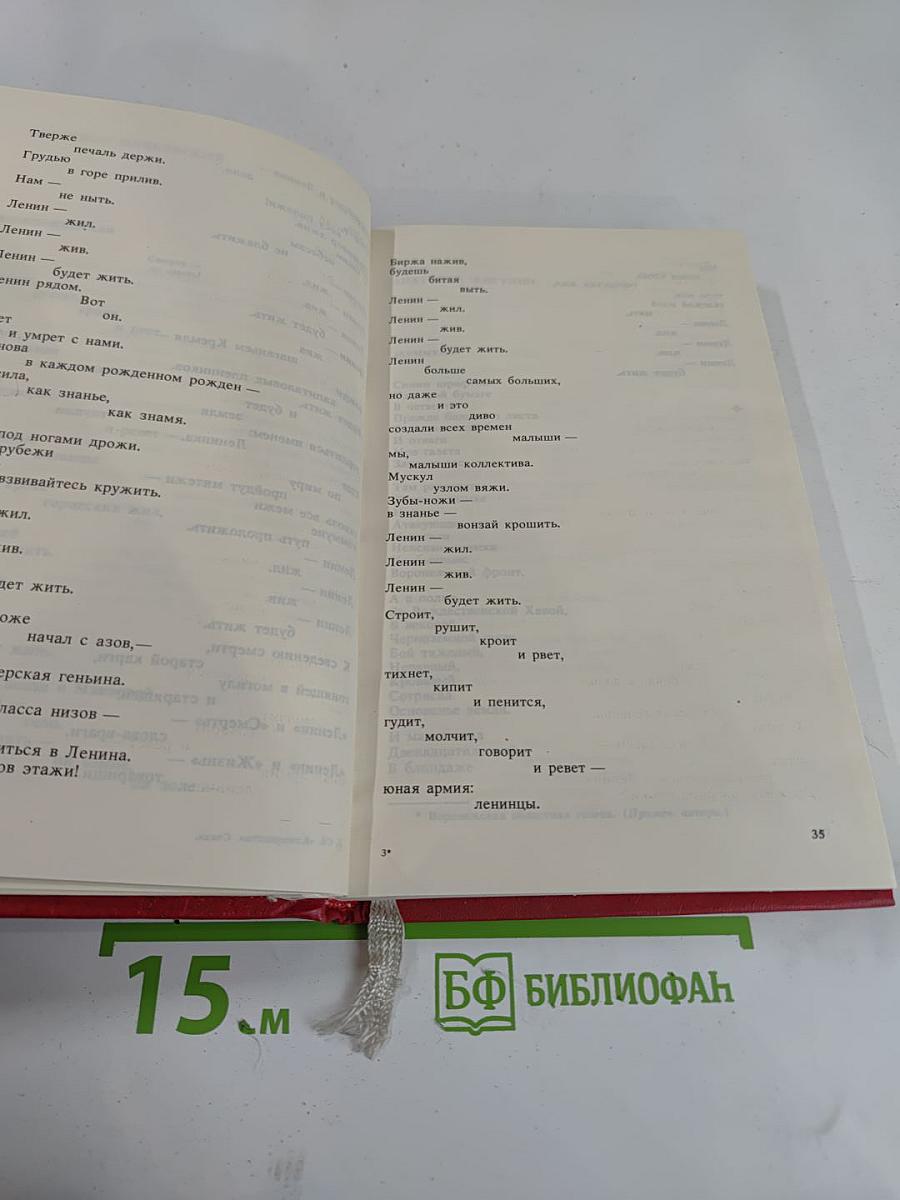 Тверже
печаль держи.
Грудью
в горе прилив.
Нам —
не ныть.
Ленин —
жил.
Ленин —
жив.
Ленин —
будет жить.
енин рядом.
Вот
он.
ет
и умрет с нами.
нова
в каждом рожденном рожден —
сила,
как знанье,
как знамя.
под ногами дрожи.
рубежи
взвивайтесь кружить.
жил.
ив.
дет жить.
оже
начал с азов,—
ерская геньина.
ласса низов —
иться в Ленина.
ов этажи!
Биржа нажив,
будешь
битая
выть.
Ленин —
жил.
Ленин —
жив.
Ленин —
будет жить.
Ленин
больше
самых больших,
но даже
и это
диво
создали всех времен
малыши —
мы,
малыши коллектива.
Мускул
узлом вяжи.
Зубы-ножи —
в знанье —
вонзай крошить.
Ленин —
жил.
Ленин —
жив.
Ленин —
будет жить.
Строит,
рушит,
кроит
и рвет,
тихнет,
кипит
и пенится,
гудит,
молчит,
говорит
и ревет —
юная армия:
ленинцы.
35
3*
15 см
БФ БИБЛИОФАН